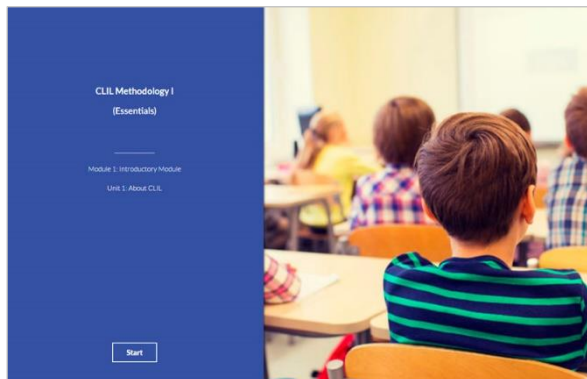 CLIL Methodology I
(Essentials)
Module 1: Introductory Module
Unit 1: About CLIL
Start